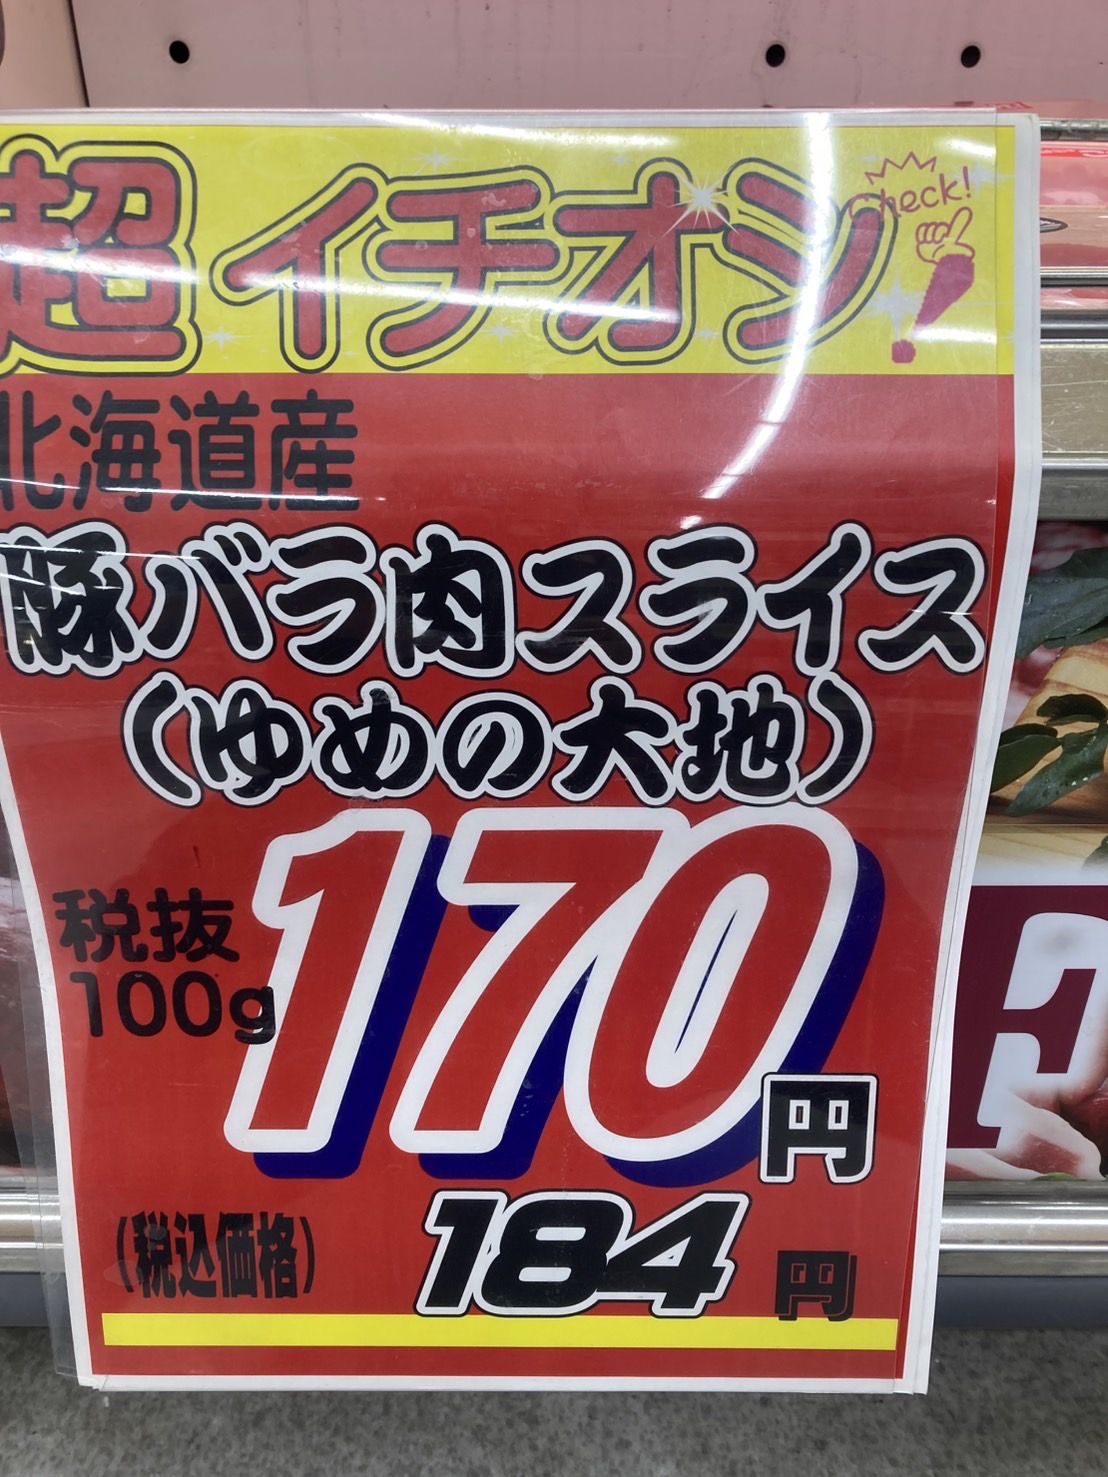 超イチオシ!
check!
北海道産
豚バラ肉スライス
(ゆめの大地)
税抜
100g
170円
(税込価格) 184円